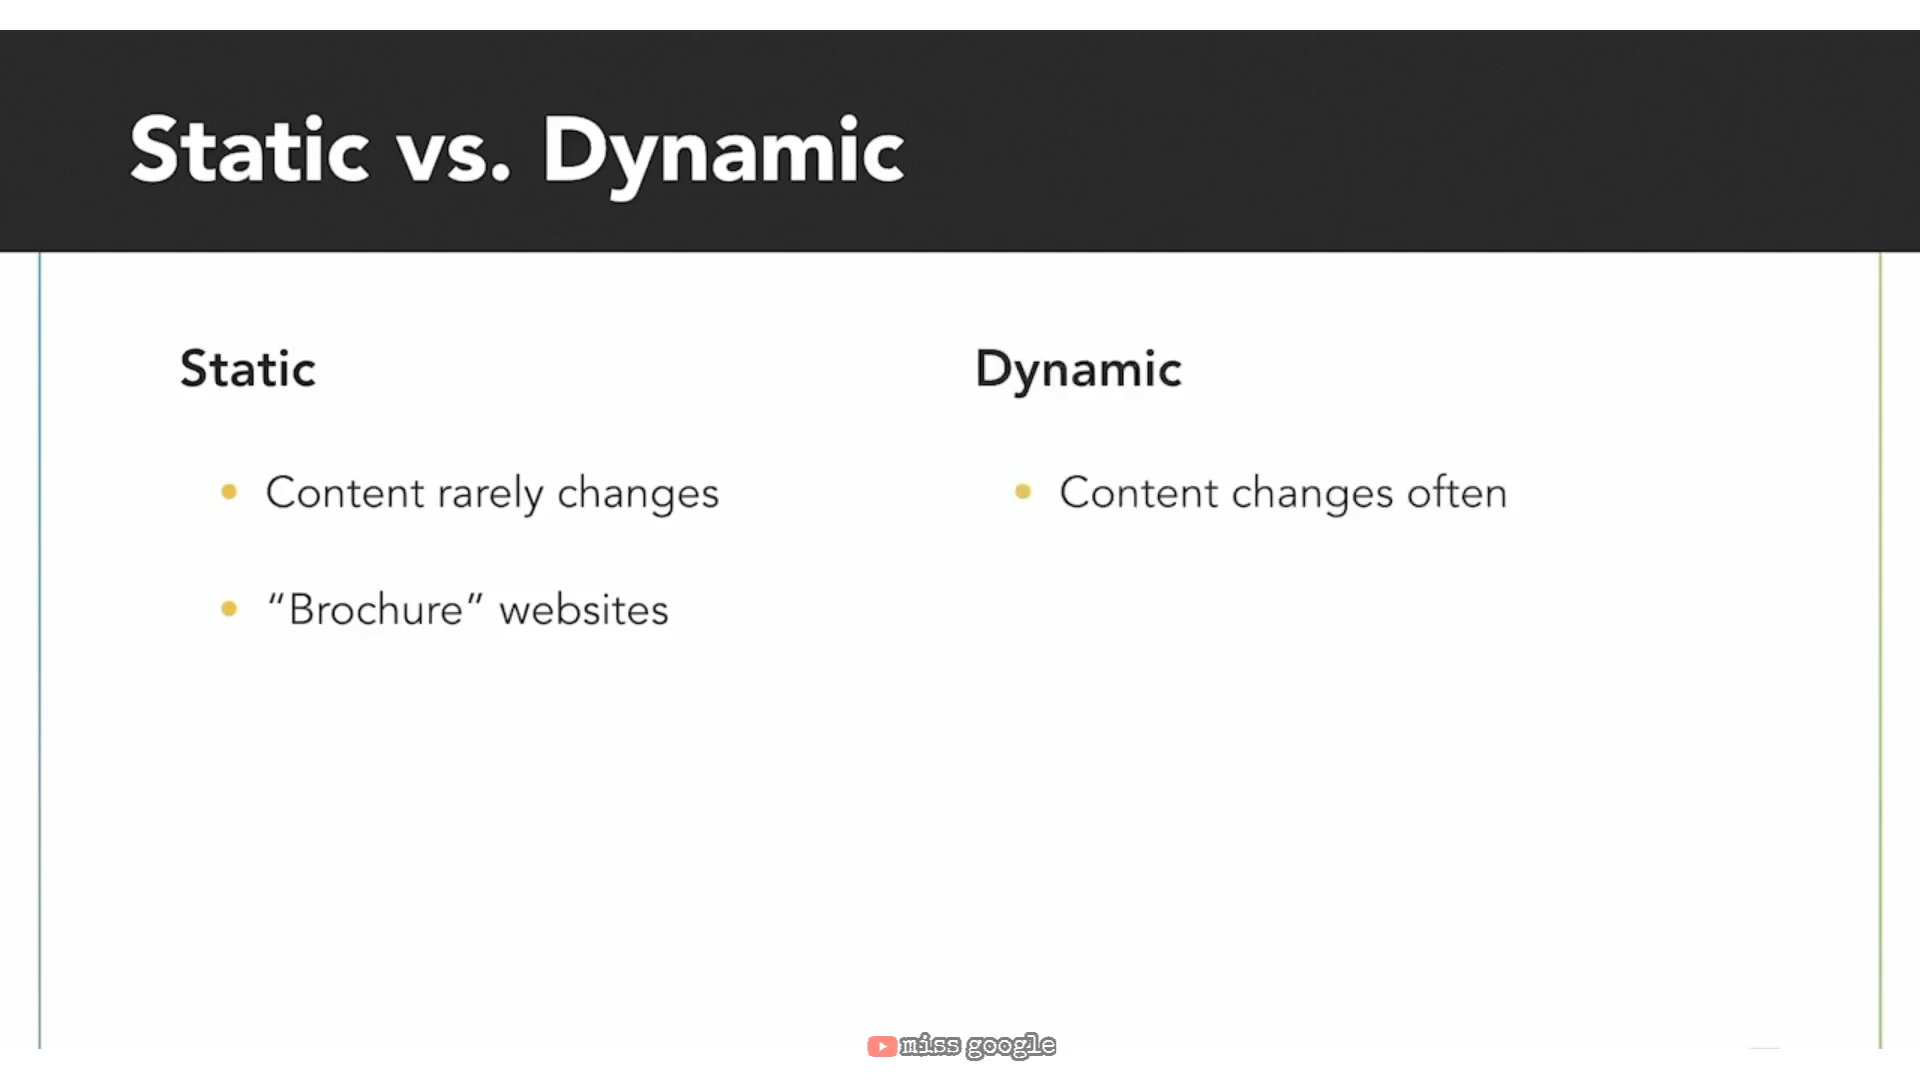 Static vs. Dynamic
Static
Content rarely changes
“Brochure” websites
Dynamic
Content changes often
miss google